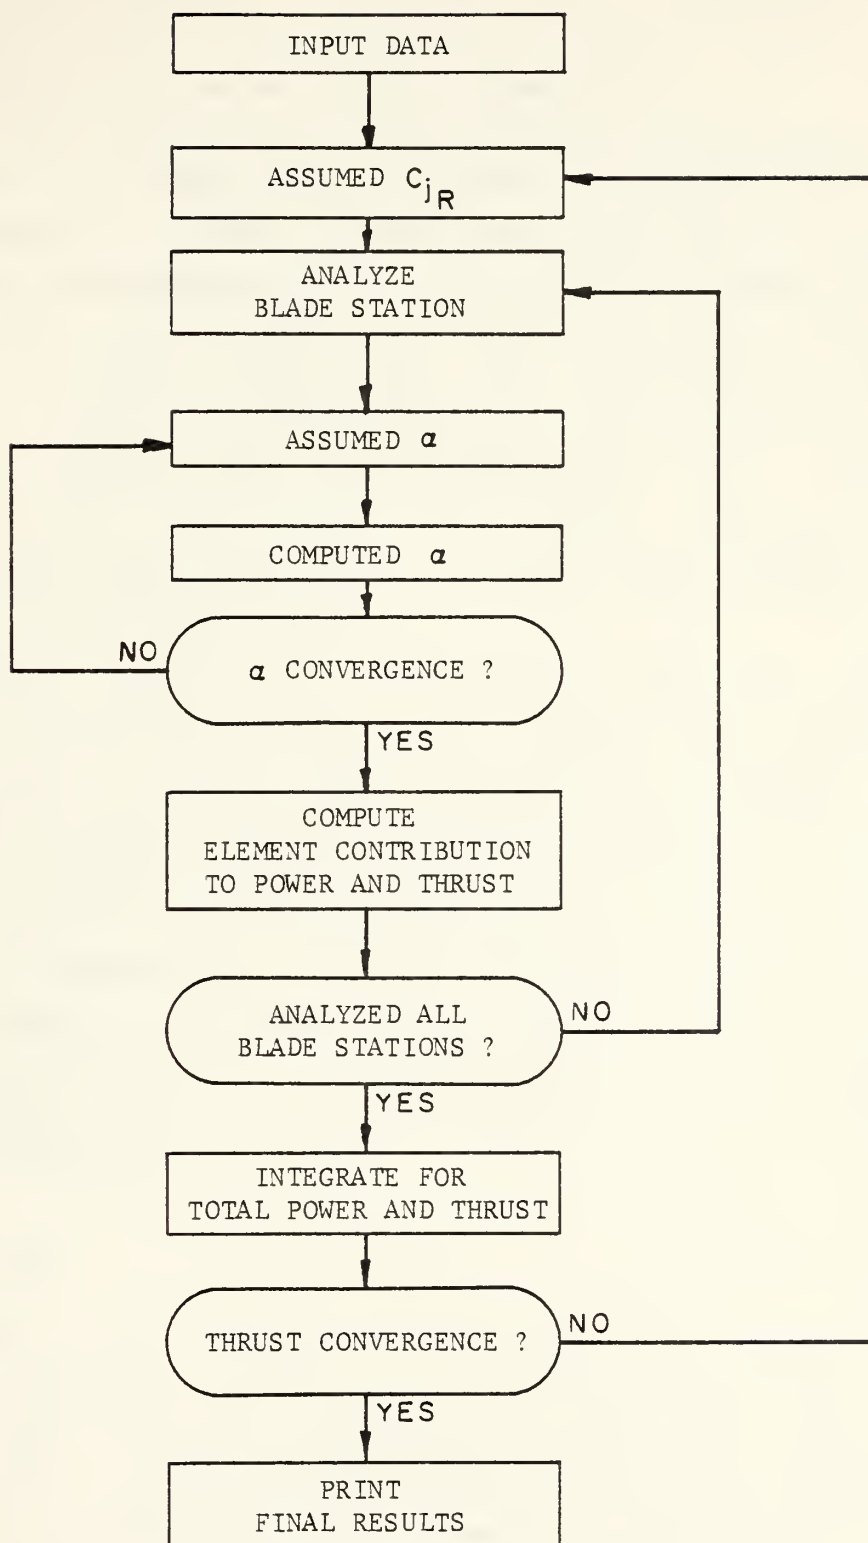 INPUT DATA
ASSUMED CjR
ANALYZE
BLADE STATION
ASSUMED α
COMPUTED α
NO
α CONVERGENCE ?
YES
COMPUTE
ELEMENT CONTRIBUTION
TO POWER AND THRUST
ANALYZED ALL
BLADE STATIONS ?
NO
YES
INTEGRATE FOR
TOTAL POWER AND THRUST
THRUST CONVERGENCE ?
NO
YES
PRINT
FINAL RESULTS